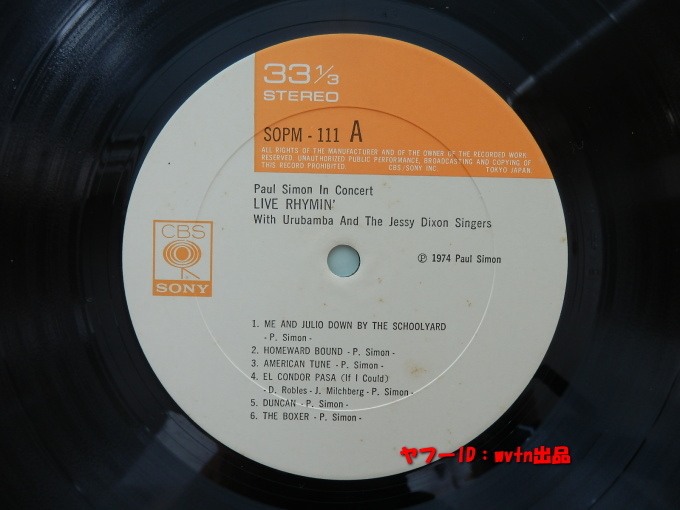 33 1/3
STEREO
SOPM - 111 A
ALL RIGHTS OF THE MANUFACTURER AND OF THE OWNER OF THE RECORDED WORK
RESERVED. UNAUTHORIZED PUBLIC PERFORMANCE, BROADCASTING AND COPYING OF
THIS RECORD PROHIBITED CBS/SONY INC. TOKYO JAPAN.
Paul Simon In Concert
LIVE RHYMIN'
With Urubamba And The Jessy Dixon Singers
CBS
SONY
℗ 1974 Paul Simon
1. ME AND JULIO DOWN BY THE SCHOOLYARD
- P. Simon -
2. HOMEWARD BOUND - P. Simon -
3. AMERICAN TUNE - P. Simon -
4. EL CONDOR PASA (If I Could)
- D. Robles - J. Milchberg - P. Simon -
5. DUNCAN - P. Simon -
6. THE BOXER - P. Simon -
ヤフーID：wvtn出品